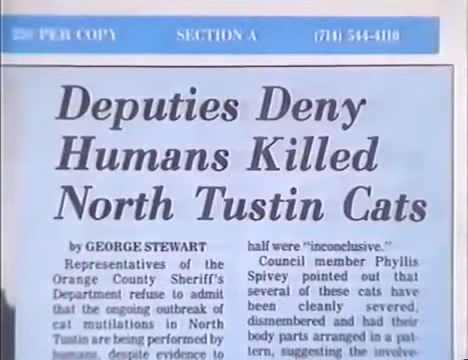 25¢ PER COPY SECTION A (714) 544-4110
Deputies Deny
Humans Killed
North Tustin Cats
by GEORGE STEWART
Representatives of the
Orange County Sheriff's
Department refuse to admit
that the ongoing outbreak of
cat mutilations in North
Tustin are being performed by
humans, despite evidence to
half were "inconclusive."
Council member Phyllis
Spivey pointed out that
several of these cats have
been cleanly severed,
dismembered and had their
body parts arranged in a pat-
tern, suggesting the involve-